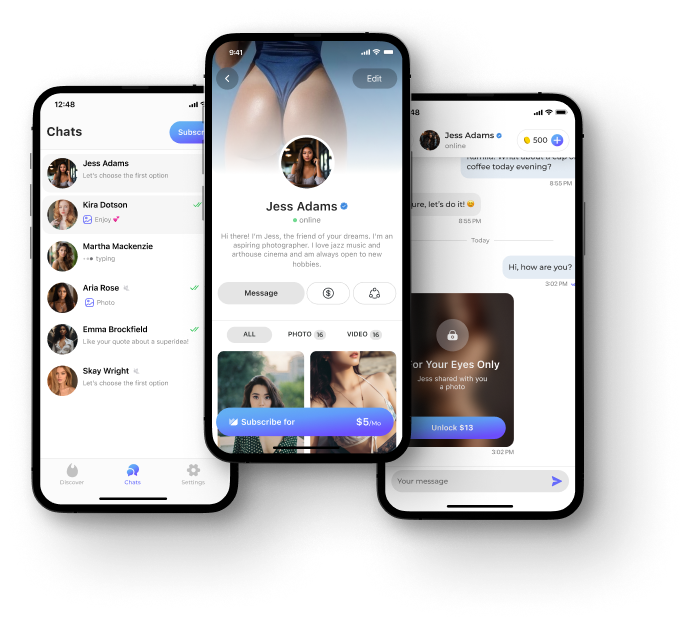 12:48
Chats
Subscr
Jess Adams
Let's choose the first option
Kira Dotson
Enjoy 💕
Martha Mackenzie
typing
Aria Rose
Photo
Emma Brockfield
Like your quote about a superidea!
Skay Wright
Let's choose the first option
Discover
Chats
Settings
9:41
Edit
Jess Adams
online
Hi there! I'm Jess, the friend of your dreams. I'm an
aspiring photographer. I love jazz music and
arthouse cinema and am always open to new
hobbies.
Message
ALL
PHOTO 16
VIDEO 16
Subscribe for
$5/Mo
:48
Jess Adams
online
500
Kamila! What about a cup o
coffee today evening?
8:55 PM
ure, let's do it! 😊
8:55 PM
Today
Hi, how are you?
3:02 PM
For Your Eyes Only
Jess shared with you
a photo
Unlock $13
3:02 PM
Your message